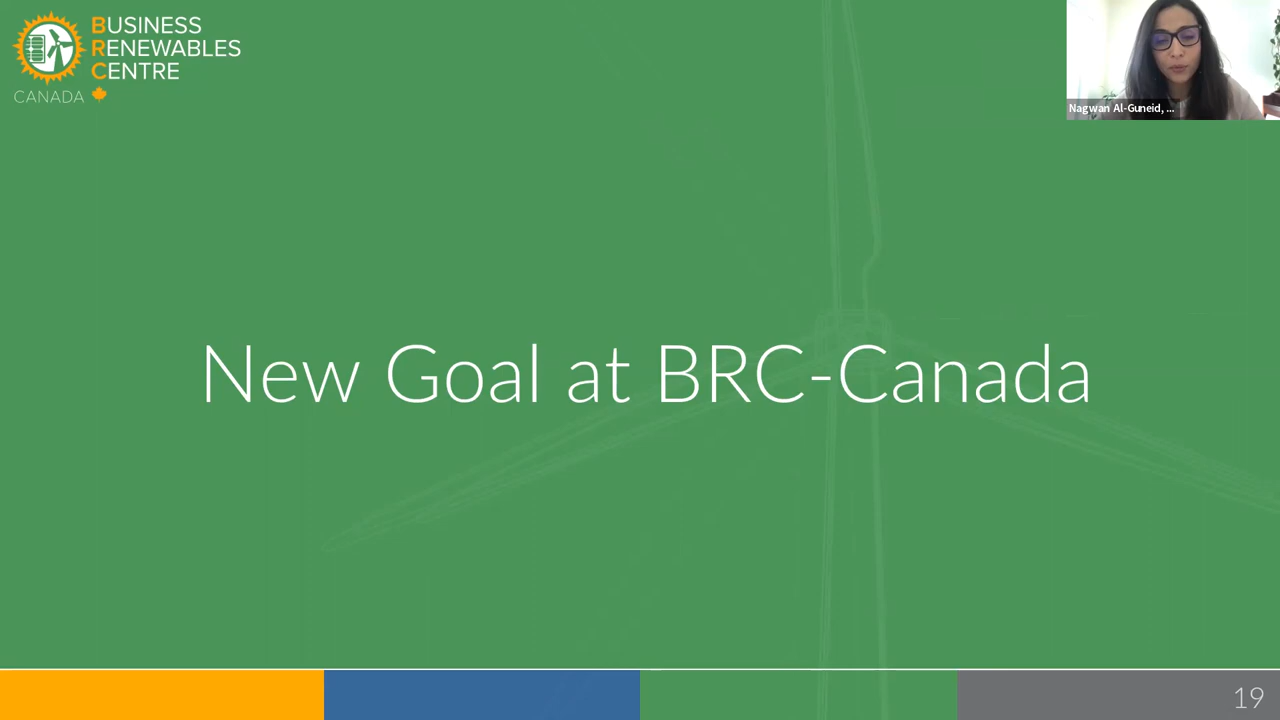 BUSINESS
RENEWABLES
CENTRE
CANADA
Nagwan Al-Guneid, ...
New Goal at BRC-Canada
19